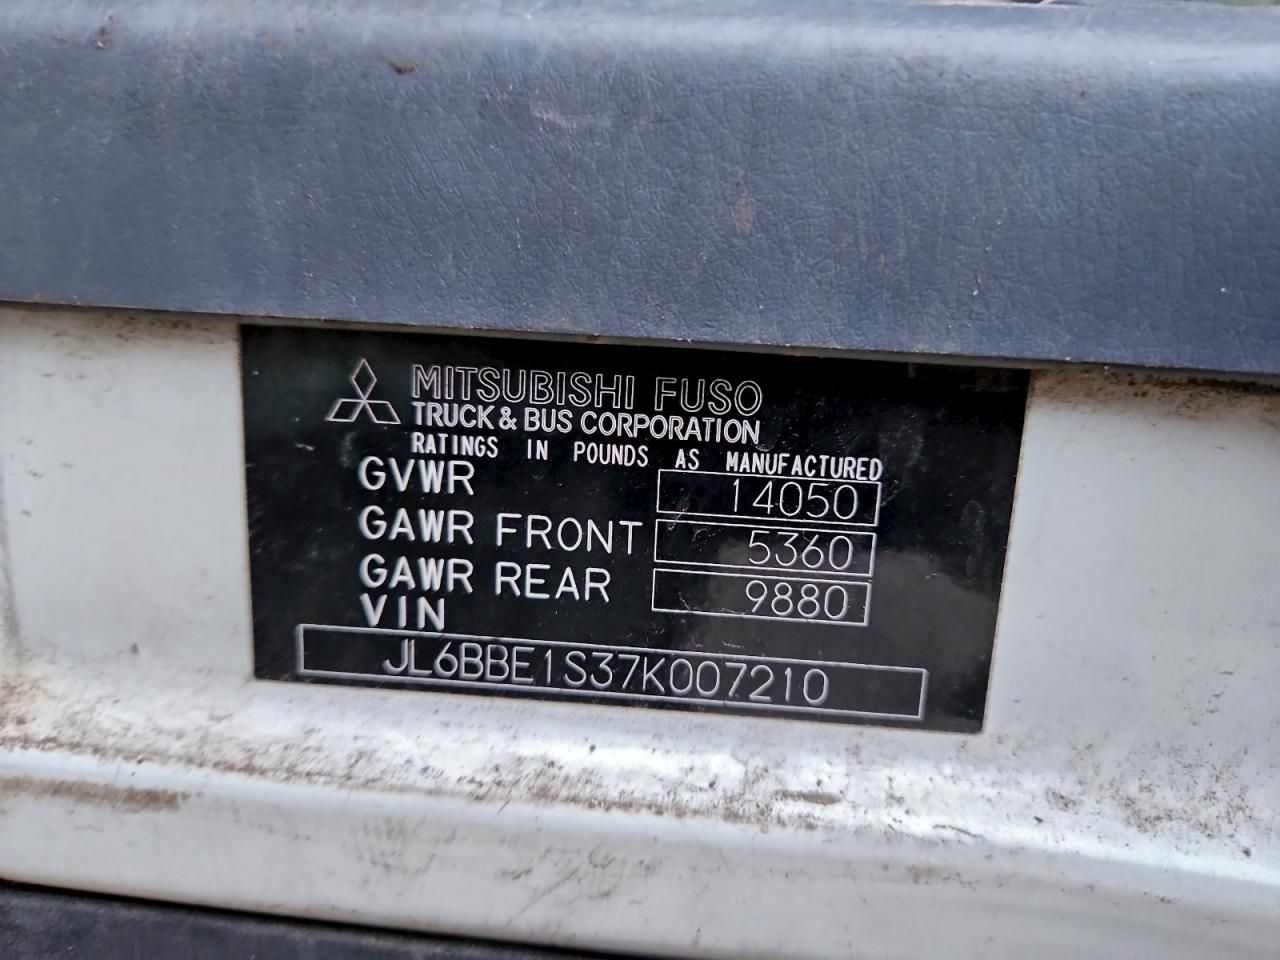 MITSUBISHI FUSO
TRUCK & BUS CORPORATION
RATINGS IN POUNDS AS MANUFACTURED
GVWR 14050
GAWR FRONT 5360
GAWR REAR 9880
VIN
JL6BBE1S37K007210